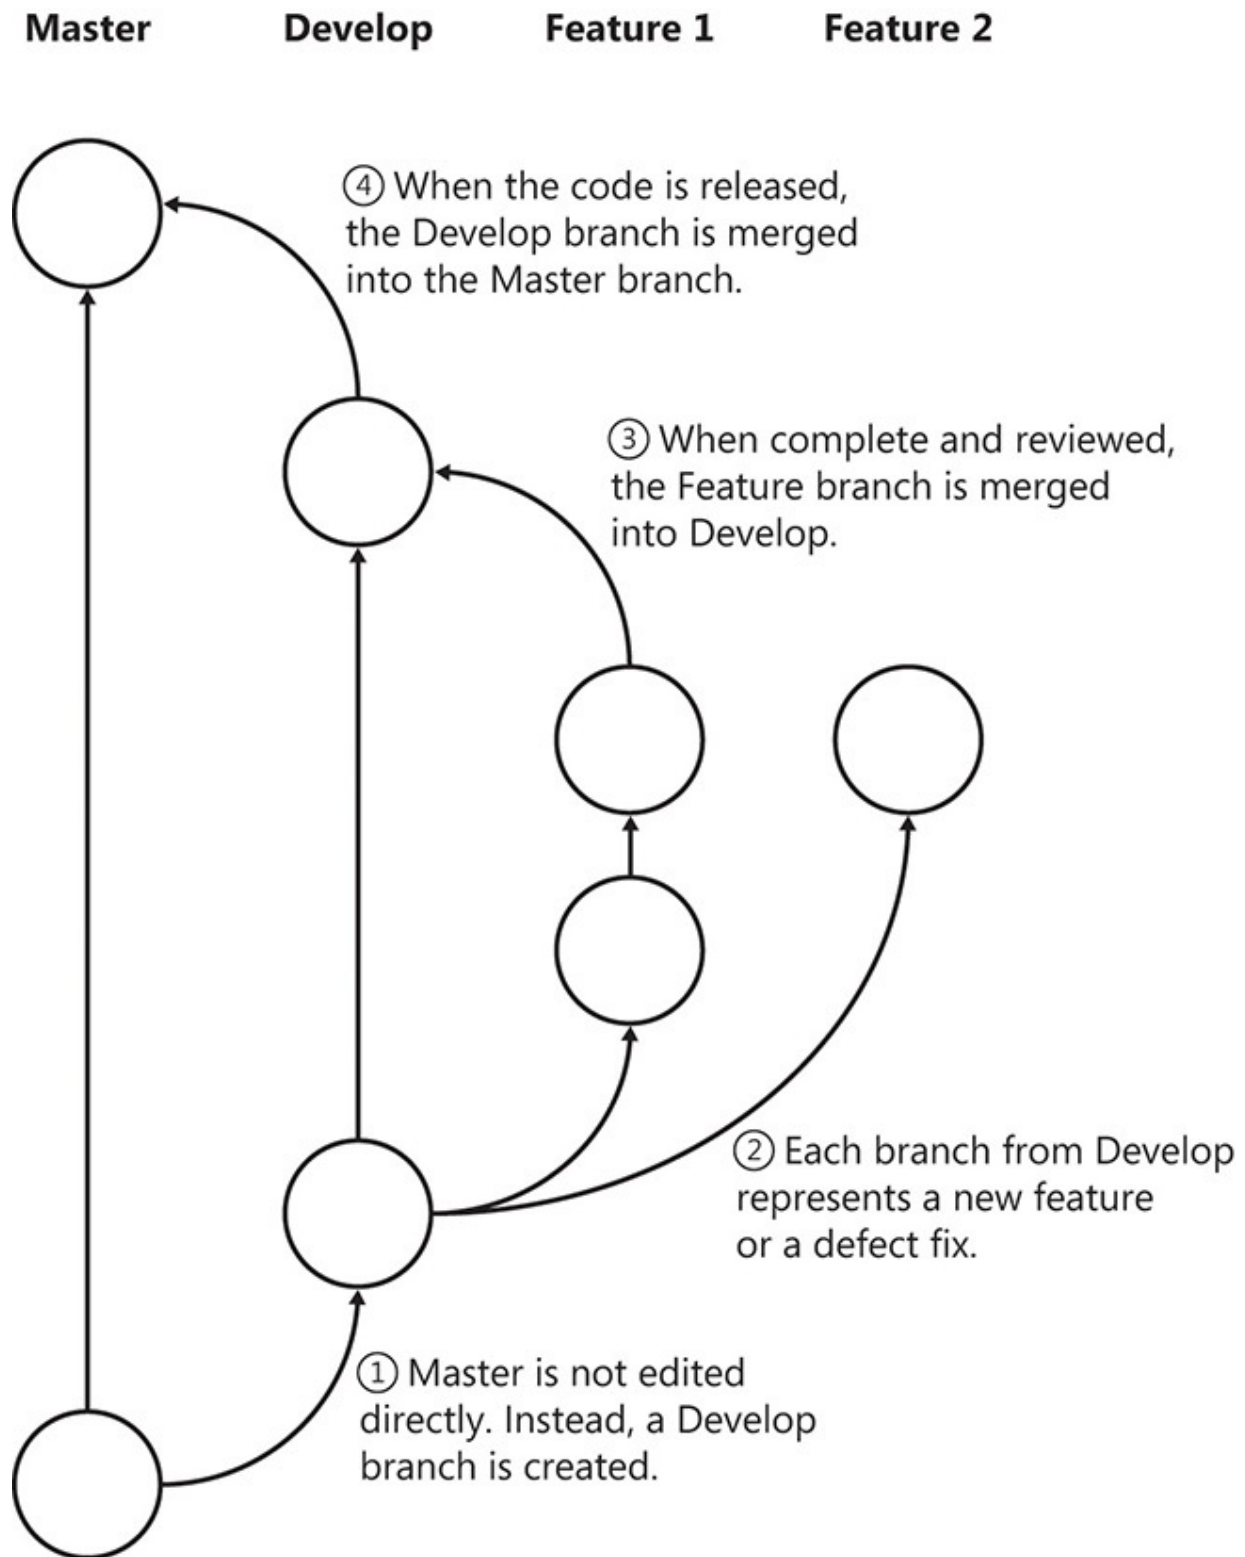 Master Develop Feature 1 Feature 2
④ When the code is released,
the Develop branch is merged
into the Master branch.
③ When complete and reviewed,
the Feature branch is merged
into Develop.
② Each branch from Develop
represents a new feature
or a defect fix.
① Master is not edited
directly. Instead, a Develop
branch is created.